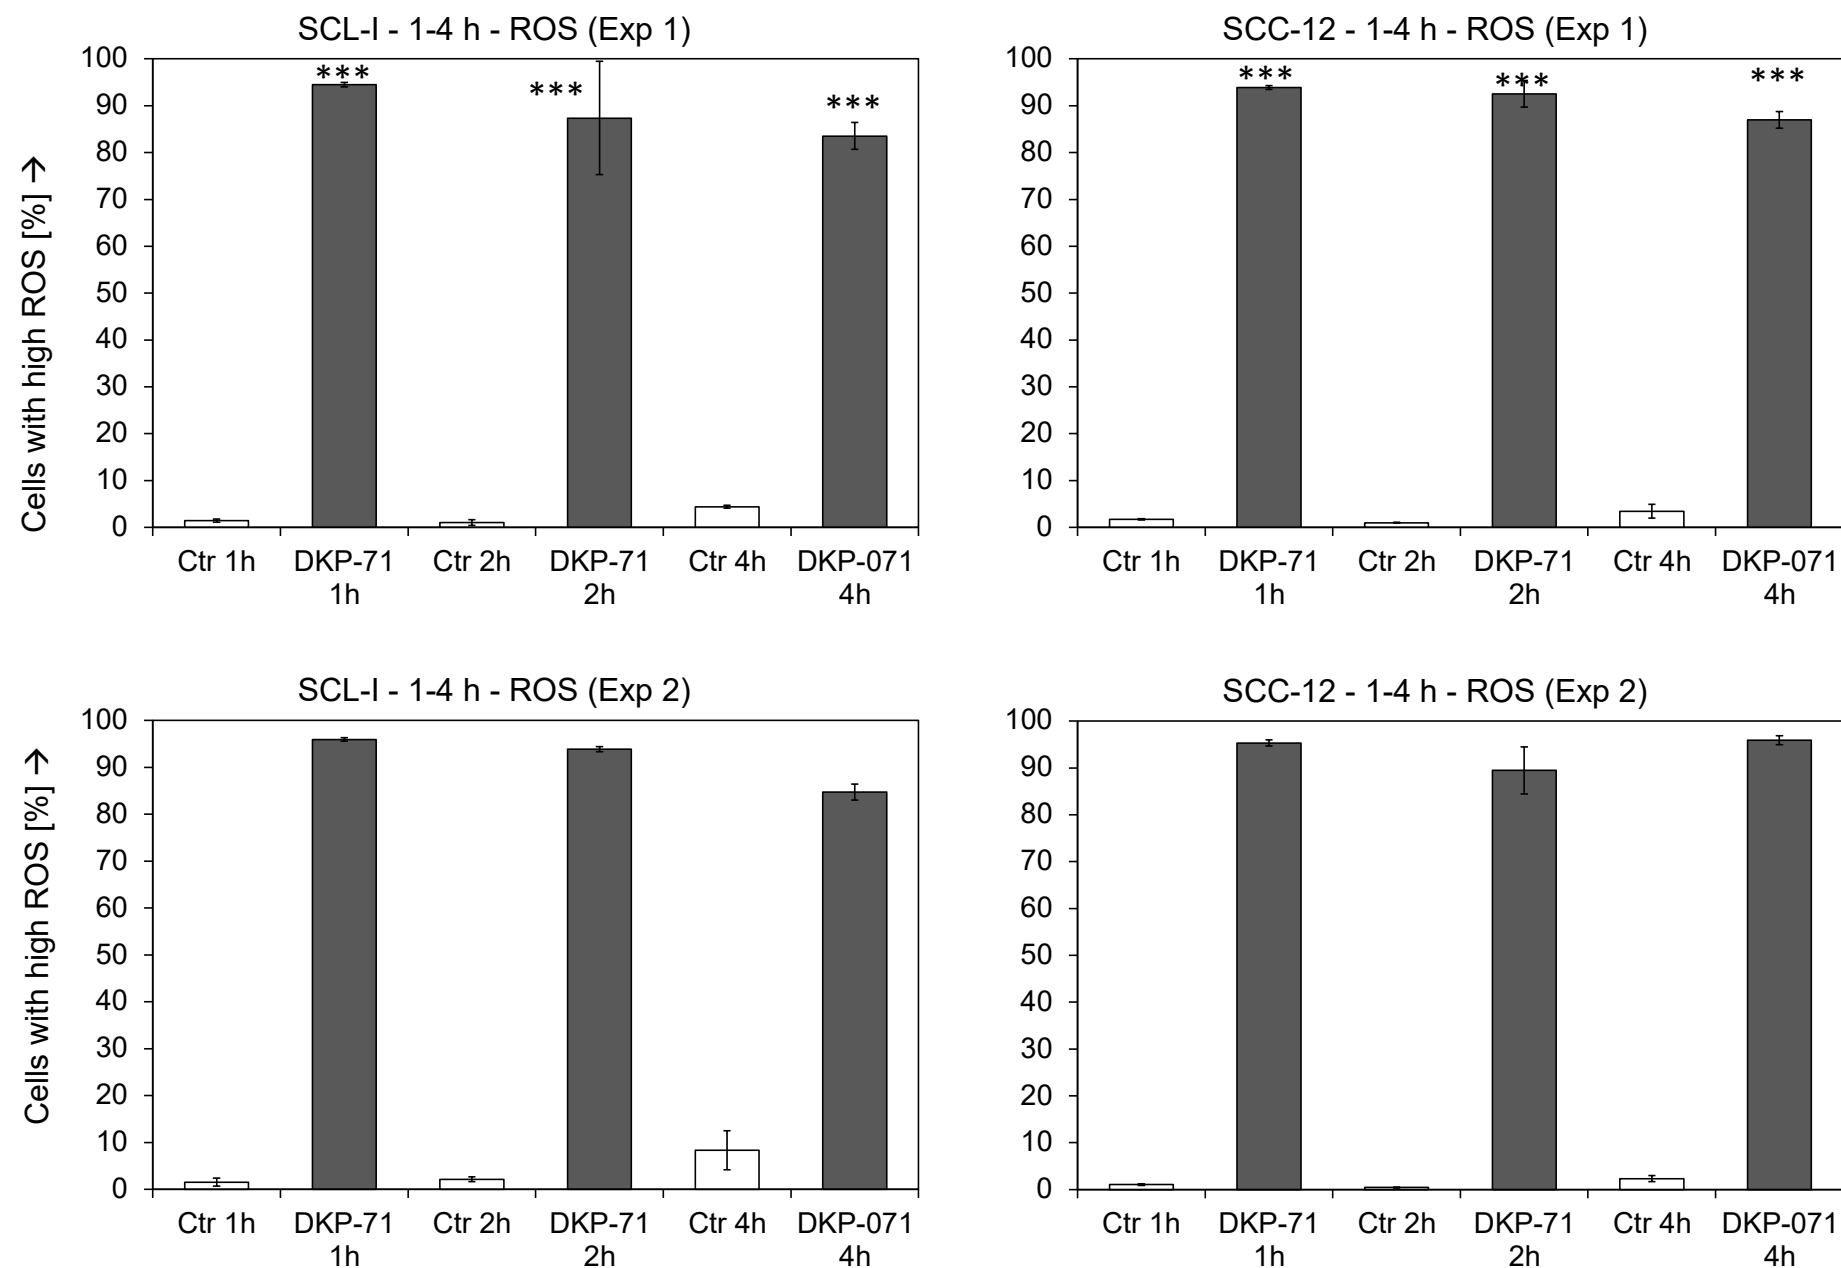 SCL-I - 1-4 h - ROS (Exp 1)
Cells with high ROS [%] →
100
90
80
70
60
50
40
30
20
10
0
***
***
***
Ctr 1h
DKP-71 1h
Ctr 2h
DKP-71 2h
Ctr 4h
DKP-071 4h
SCC-12 - 1-4 h - ROS (Exp 1)
100
90
80
70
60
50
40
30
20
10
0
***
***
***
Ctr 1h
DKP-71 1h
Ctr 2h
DKP-71 2h
Ctr 4h
DKP-071 4h
SCL-I - 1-4 h - ROS (Exp 2)
Cells with high ROS [%] →
100
90
80
70
60
50
40
30
20
10
0
Ctr 1h
DKP-71 1h
Ctr 2h
DKP-71 2h
Ctr 4h
DKP-071 4h
SCC-12 - 1-4 h - ROS (Exp 2)
100
90
80
70
60
50
40
30
20
10
0
Ctr 1h
DKP-71 1h
Ctr 2h
DKP-71 2h
Ctr 4h
DKP-071 4h